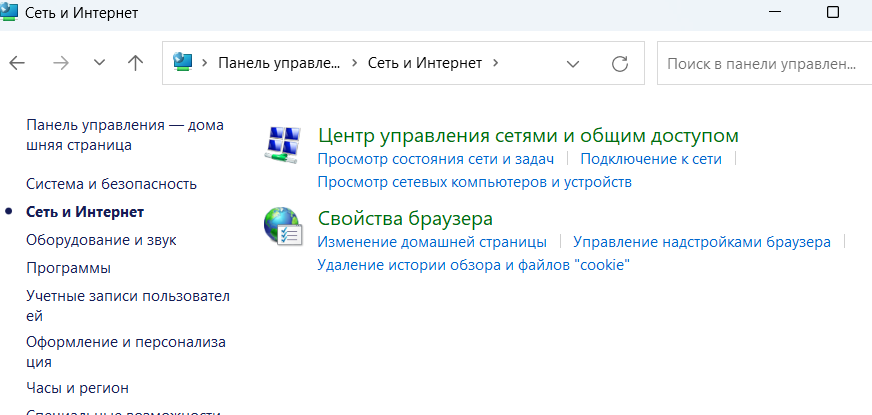 Сеть и Интернет
Панель управле... Сеть и Интернет
Поиск в панели управлен...
Панель управления — дома
шняя страница
Система и безопасность
Сеть и Интернет
Оборудование и звук
Программы
Учетные записи пользовател
ей
Оформление и персонализа
ция
Часы и регион
Специальные возможности
Центр управления сетями и общим доступом
Просмотр состояния сети и задач
Подключение к сети
Просмотр сетевых компьютеров и устройств
Свойства браузера
Изменение домашней страницы
Управление надстройками браузера
Удаление истории обзора и файлов "cookie"